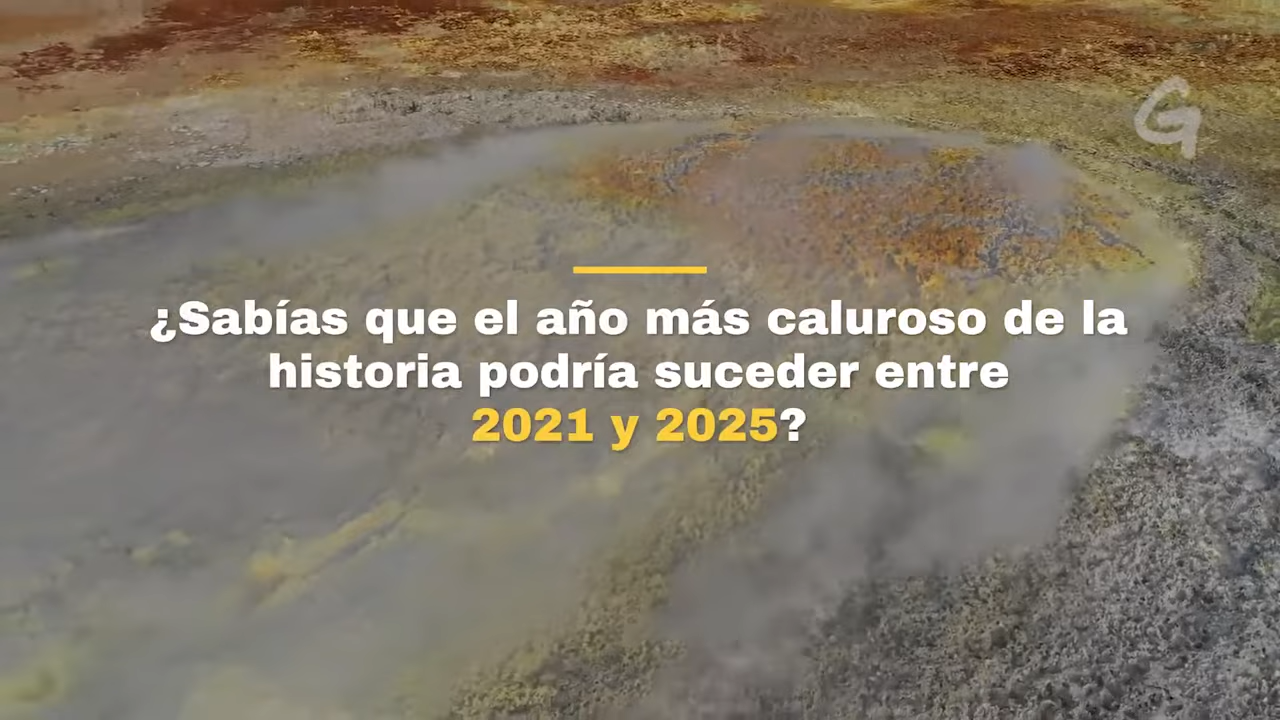 G
¿Sabías que el año más caluroso de la
historia podría suceder entre
2021 y 2025?